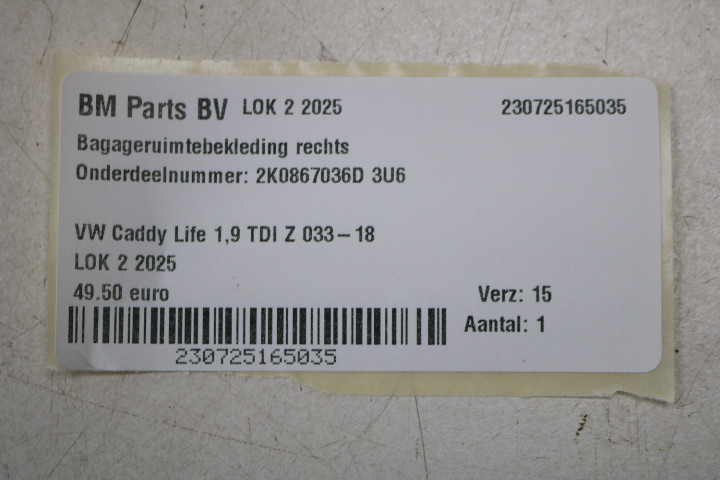 BM Parts BV LOK 2 2025 230725165035
Bagageruimtebekleding rechts
Onderdeelnummer: 2K0867036D 3U6
VW Caddy Life 1,9 TDI Z 033-18
LOK 2 2025
49.50 euro Verz: 15
Aantal: 1
230725165035